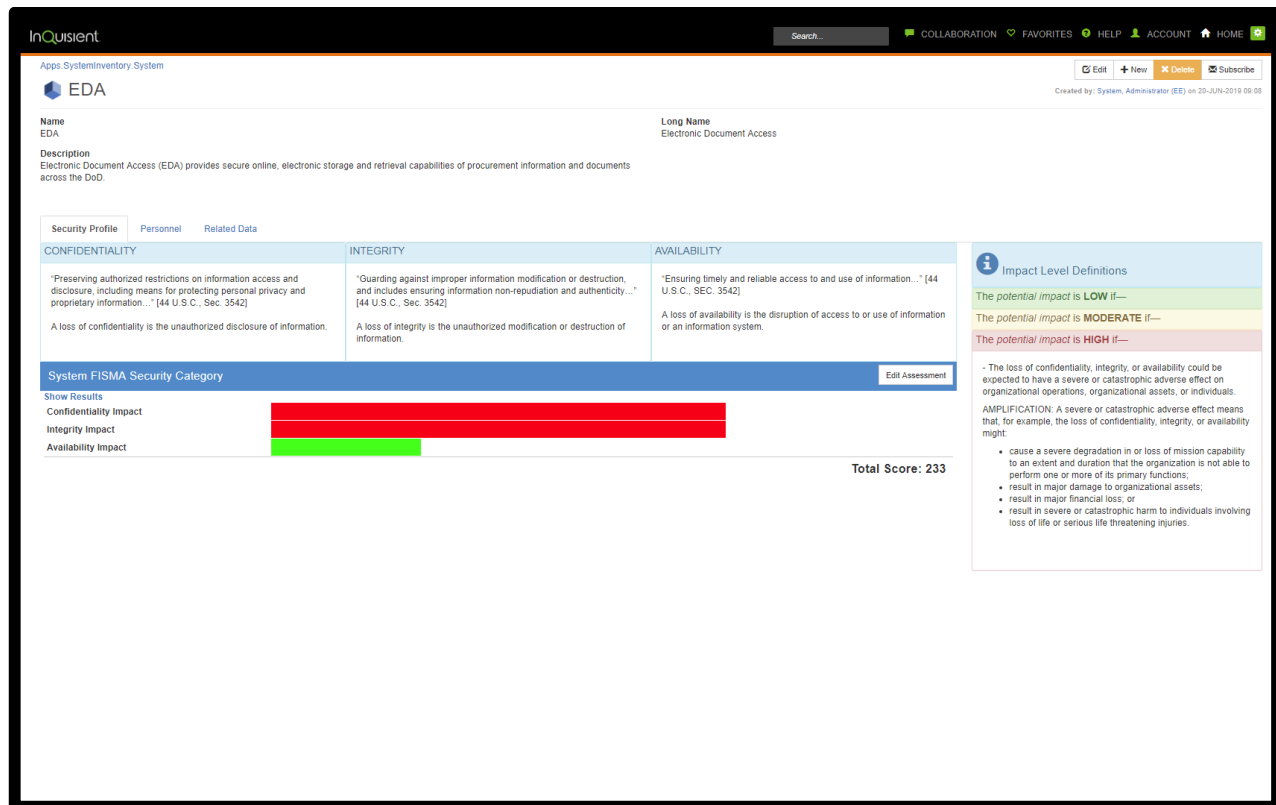 InQuisient
Search...
COLLABORATION
FAVORITES
HELP
ACCOUNT
HOME
Apps.SystemInventory.System
Edit
New
Delete
Subscribe
EDA
Created by: System, Administrator (EE) on 20-JUN-2019 09:08
Name
EDA
Long Name
Electronic Document Access
Description
Electronic Document Access (EDA) provides secure online, electronic storage and retrieval capabilities of procurement information and documents
across the DoD.
Security Profile
Personnel
Related Data
CONFIDENTIALITY
"Preserving authorized restrictions on information access and
disclosure, including means for protecting personal privacy and
proprietary information…" [44 U.S.C., Sec. 3542]
A loss of confidentiality is the unauthorized disclosure of information.
INTEGRITY
"Guarding against improper information modification or destruction,
and includes ensuring information non-repudiation and authenticity…"
[44 U.S.C., Sec. 3542]
A loss of integrity is the unauthorized modification or destruction of
information.
AVAILABILITY
"Ensuring timely and reliable access to and use of information…" [44
U.S.C., SEC. 3542]
A loss of availability is the disruption of access to or use of information
or an information system.
System FISMA Security Category
Edit Assessment
Show Results
Confidentiality Impact
Integrity Impact
Availability Impact
Total Score: 233
Impact Level Definitions
The potential impact is LOW if—
The potential impact is MODERATE if—
The potential impact is HIGH if—
- The loss of confidentiality, integrity, or availability could be
expected to have a severe or catastrophic adverse effect on
organizational operations, organizational assets, or individuals.
AMPLIFICATION: A severe or catastrophic adverse effect means
that, for example, the loss of confidentiality, integrity, or availability
might:
• cause a severe degradation in or loss of mission capability
to an extent and duration that the organization is not able to
perform one or more of its primary functions;
• result in major damage to organizational assets;
• result in major financial loss; or
• result in severe or catastrophic harm to individuals involving
loss of life or serious life threatening injuries.